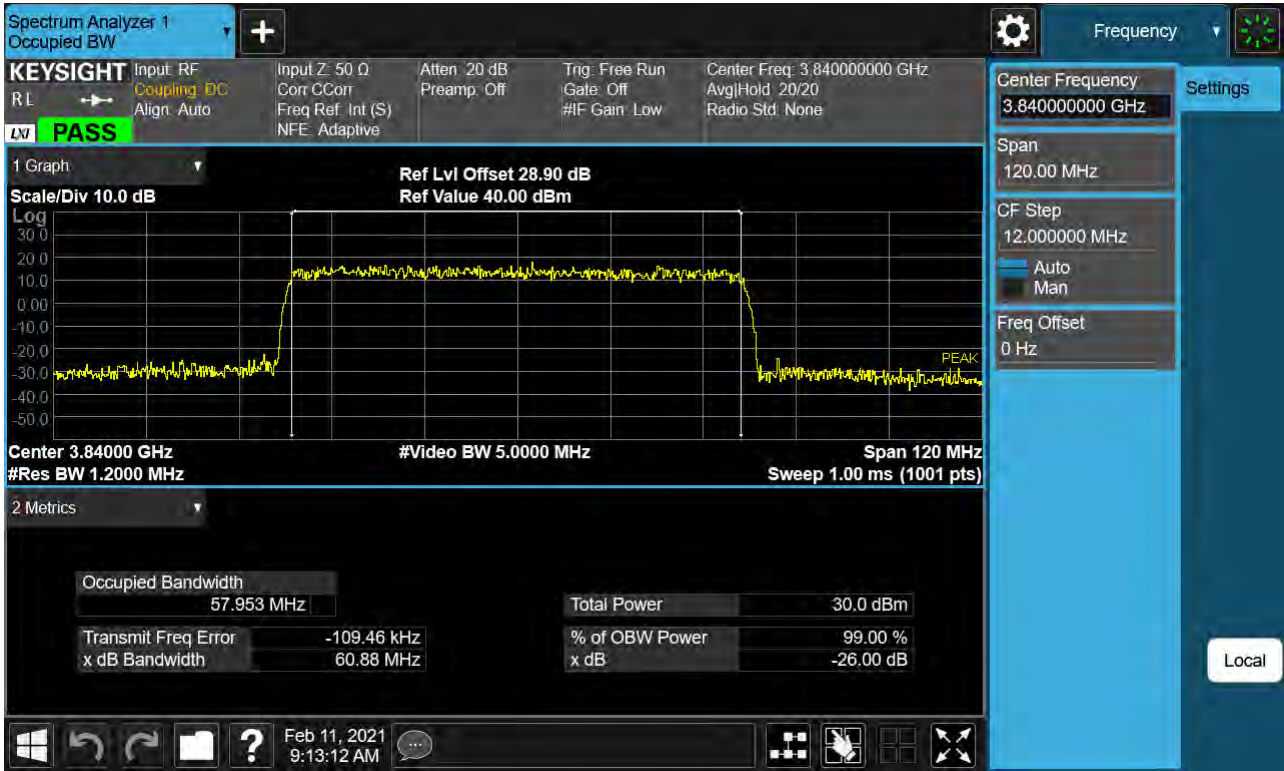 Spectrum Analyzer 1
Occupied BW
+
Frequency
KEYSIGHT
RL
LXI PASS
Input: RF
Coupling: DC
Align: Auto
Input Z: 50 Ω
Corr CCorr
Freq Ref: Int (S)
NFE: Adaptive
Atten: 20 dB
Preamp: Off
Trig: Free Run
Gate: Off
#IF Gain: Low
Center Freq: 3.840000000 GHz
Avg|Hold: 20/20
Radio Std: None
Center Frequency
3.840000000 GHz
Settings
Span
120.00 MHz
CF Step
12.000000 MHz
Auto
Man
Freq Offset
0 Hz
Local
1 Graph
Scale/Div 10.0 dB
Ref Lvl Offset 28.90 dB
Ref Value 40.00 dBm
Log
30.0
20.0
10.0
0.00
-10.0
-20.0
-30.0
-40.0
-50.0
PEAK
Center 3.84000 GHz
#Video BW 5.0000 MHz
Span 120 MHz
#Res BW 1.2000 MHz
Sweep 1.00 ms (1001 pts)
2 Metrics
Occupied Bandwidth
57.953 MHz
Total Power 30.0 dBm
Transmit Freq Error -109.46 kHz
% of OBW Power 99.00 %
x dB Bandwidth 60.88 MHz
x dB -26.00 dB
?
Feb 11, 2021
9:13:12 AM